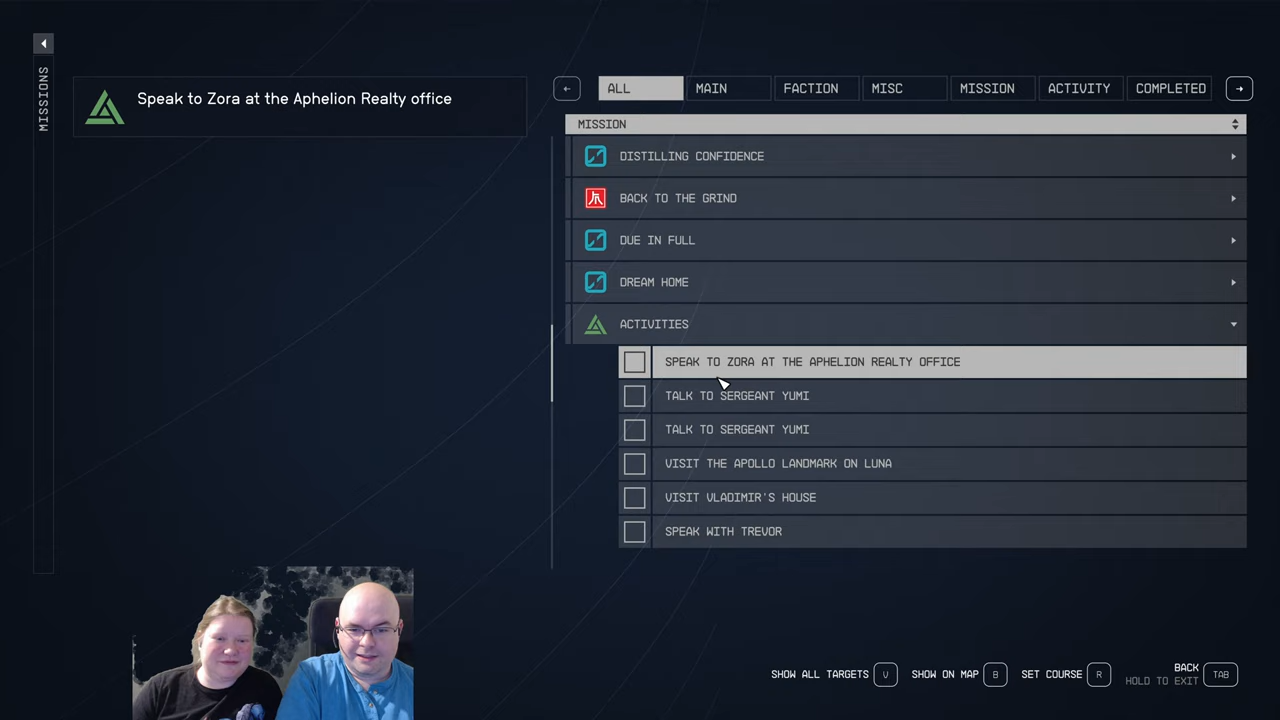 MISSIONS
Speak to Zora at the Aphelion Realty office
ALL
MAIN
FACTION
MISC
MISSION
ACTIVITY
COMPLETED
MISSION
DISTILLING CONFIDENCE
BACK TO THE GRIND
DUE IN FULL
DREAM HOME
ACTIVITIES
SPEAK TO ZORA AT THE APHELION REALTY OFFICE
TALK TO SERGEANT YUMI
TALK TO SERGEANT YUMI
VISIT THE APOLLO LANDMARK ON LUNA
VISIT VLADIMIR'S HOUSE
SPEAK WITH TREVOR
SHOW ALL TARGETS V
SHOW ON MAP B
SET COURSE R
BACK
HOLD TO EXIT TAB